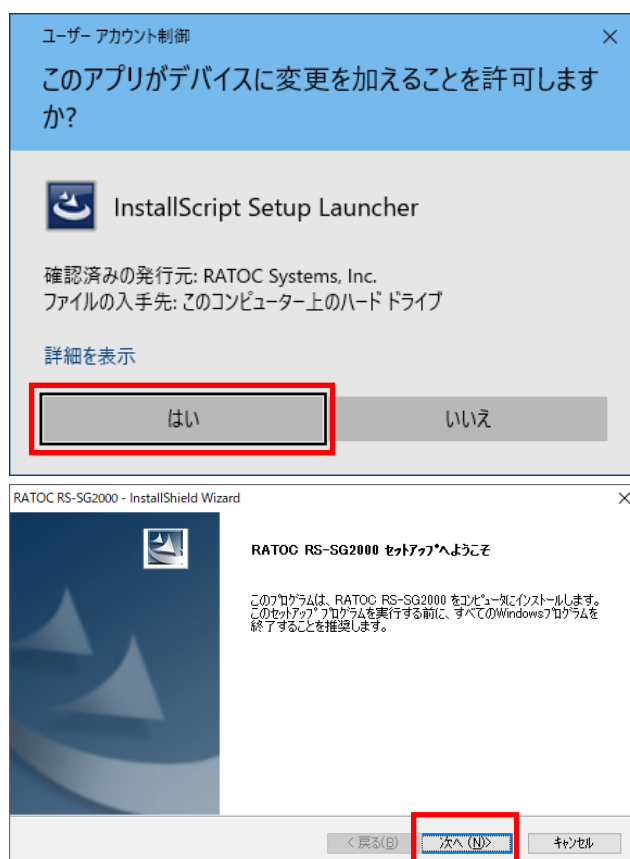 ユーザー アカウント制御
このアプリがデバイスに変更を加えることを許可します
か?
InstallScript Setup Launcher
確認済みの発行元: RATOC Systems, Inc.
ファイルの入手先: このコンピューター上のハード ドライブ
詳細を表示
はい
いいえ
RATOC RS-SG2000 - InstallShield Wizard
RATOC RS-SG2000 ｾｯﾄｱｯﾌﾟへようこそ
このﾌﾟﾛｸﾞﾗﾑは、RATOC RS-SG2000 をｺﾝﾋﾟｭｰﾀにインストールします。
このｾｯﾄｱｯﾌﾟ ﾌﾟﾛｸﾞﾗﾑを実行する前に、すべてのWindowsﾌﾟﾛｸﾞﾗﾑを
終了することを推奨します。
< 戻る(B)
次へ (N)>
ｷｬﾝｾﾙ